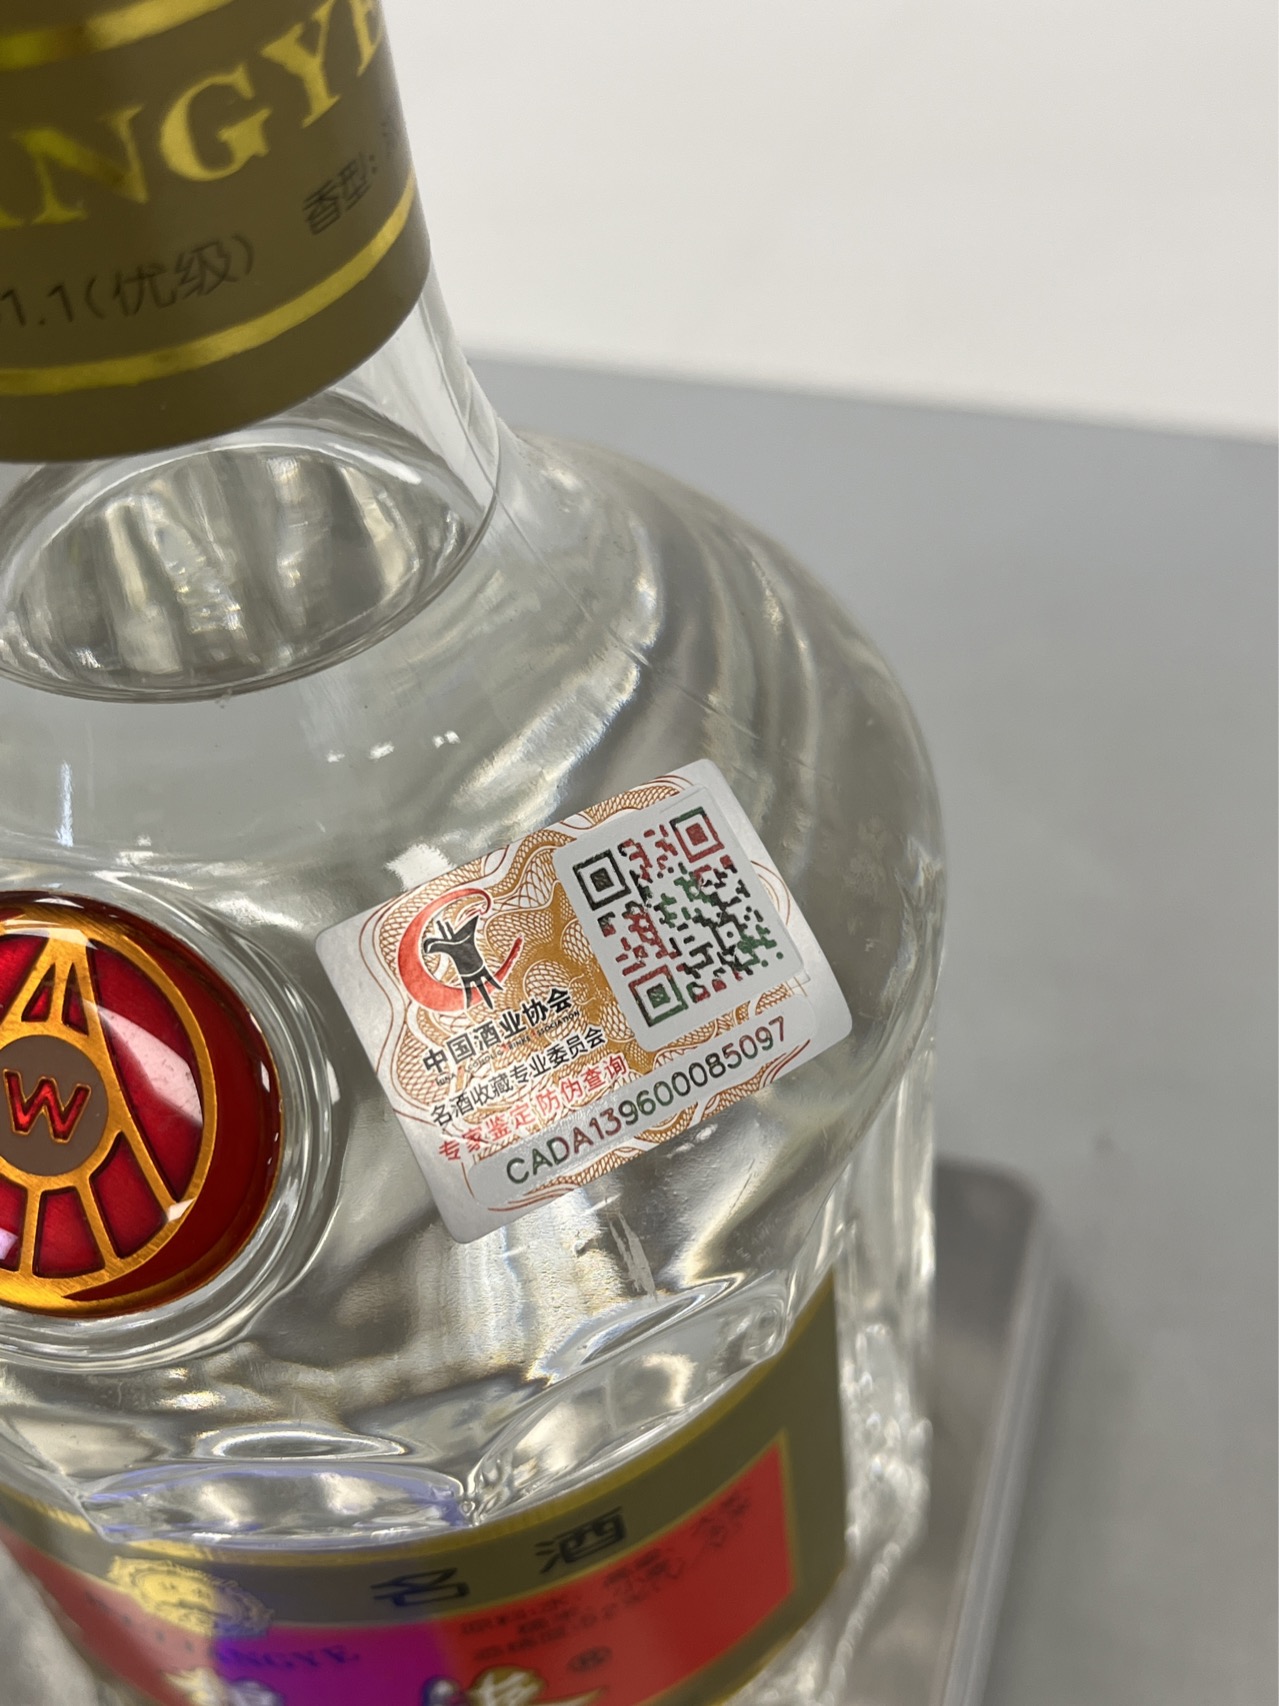 ANGYE
香型:
1.1(优级)
W
中国酒业协会
名酒收藏专业委员会
专家鉴定 防伪查询
CADA139600085097
名酒
LIANGYE
®